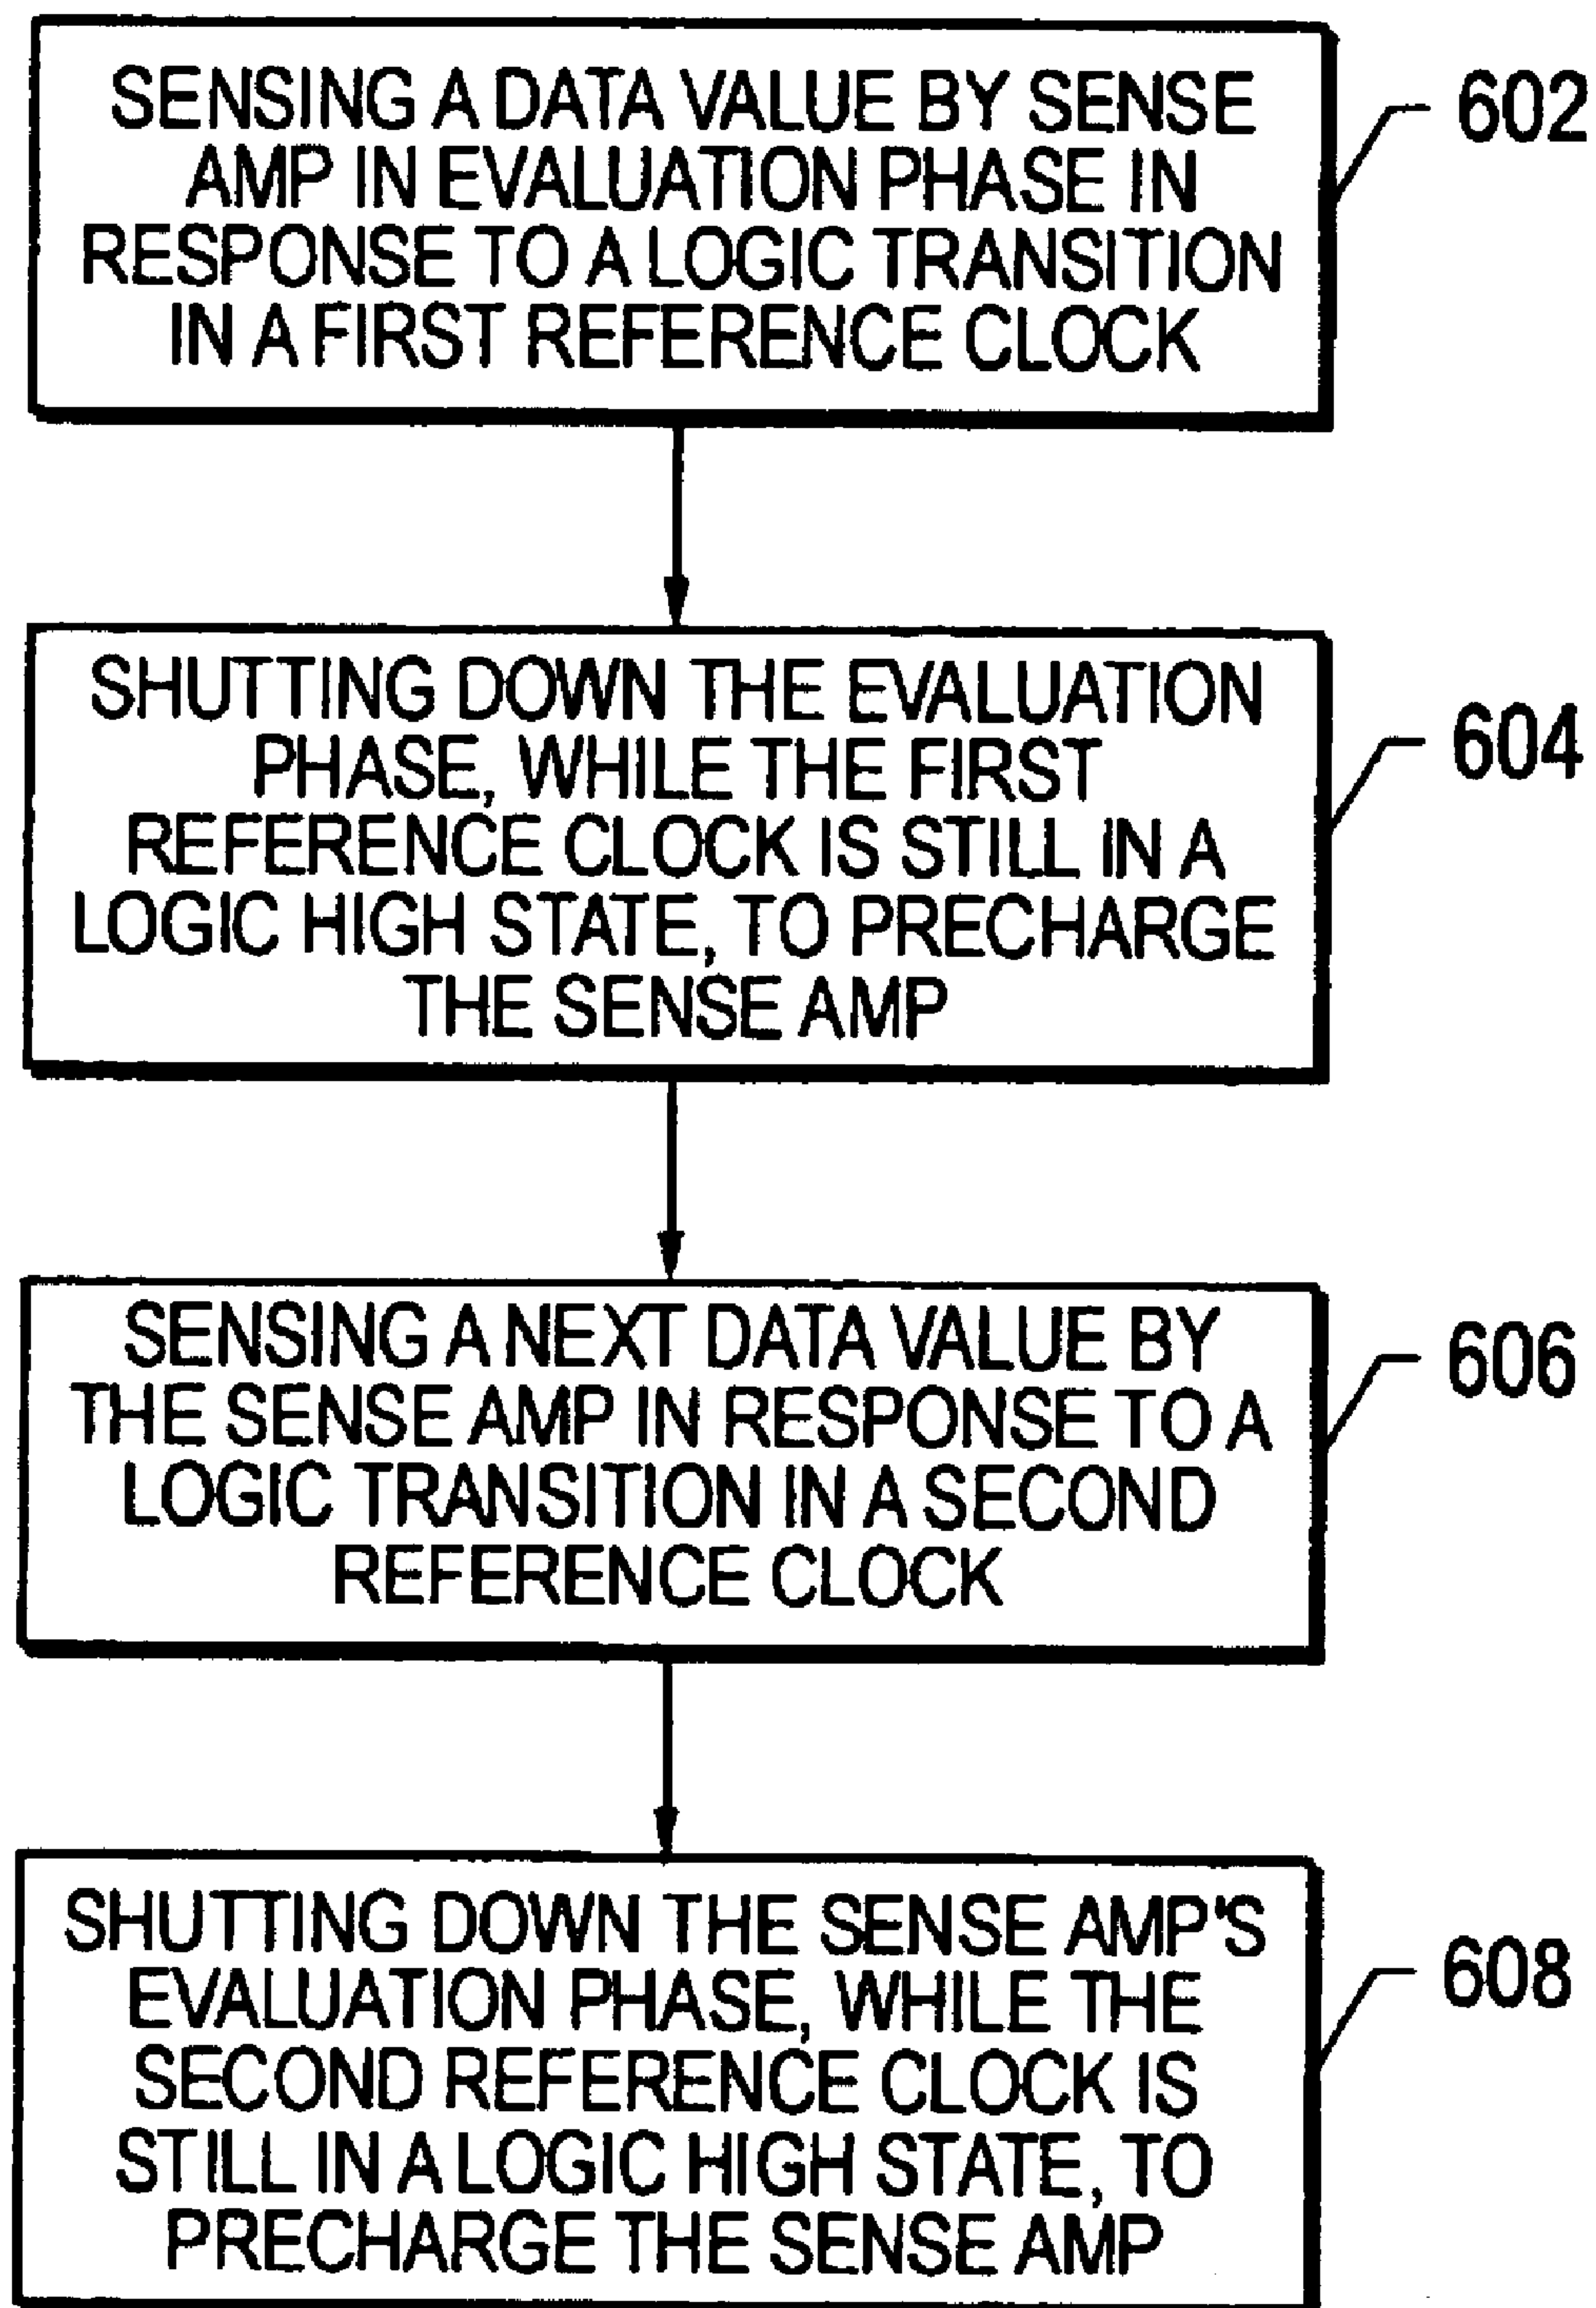 SENSING A DATA VALUE BY SENSE
AMP IN EVALUATION PHASE IN
RESPONSE TO A LOGIC TRANSITION
IN A FIRST REFERENCE CLOCK
602
SHUTTING DOWN THE EVALUATION
PHASE, WHILE THE FIRST
REFERENCE CLOCK IS STILL IN A
LOGIC HIGH STATE, TO PRECHARGE
THE SENSE AMP
604
SENSING A NEXT DATA VALUE BY
THE SENSE AMP IN RESPONSE TO A
LOGIC TRANSITION IN A SECOND
REFERENCE CLOCK
606
SHUTTING DOWN THE SENSE AMP'S
EVALUATION PHASE, WHILE THE
SECOND REFERENCE CLOCK IS
STILL IN A LOGIC HIGH STATE, TO
PRECHARGE THE SENSE AMP
608